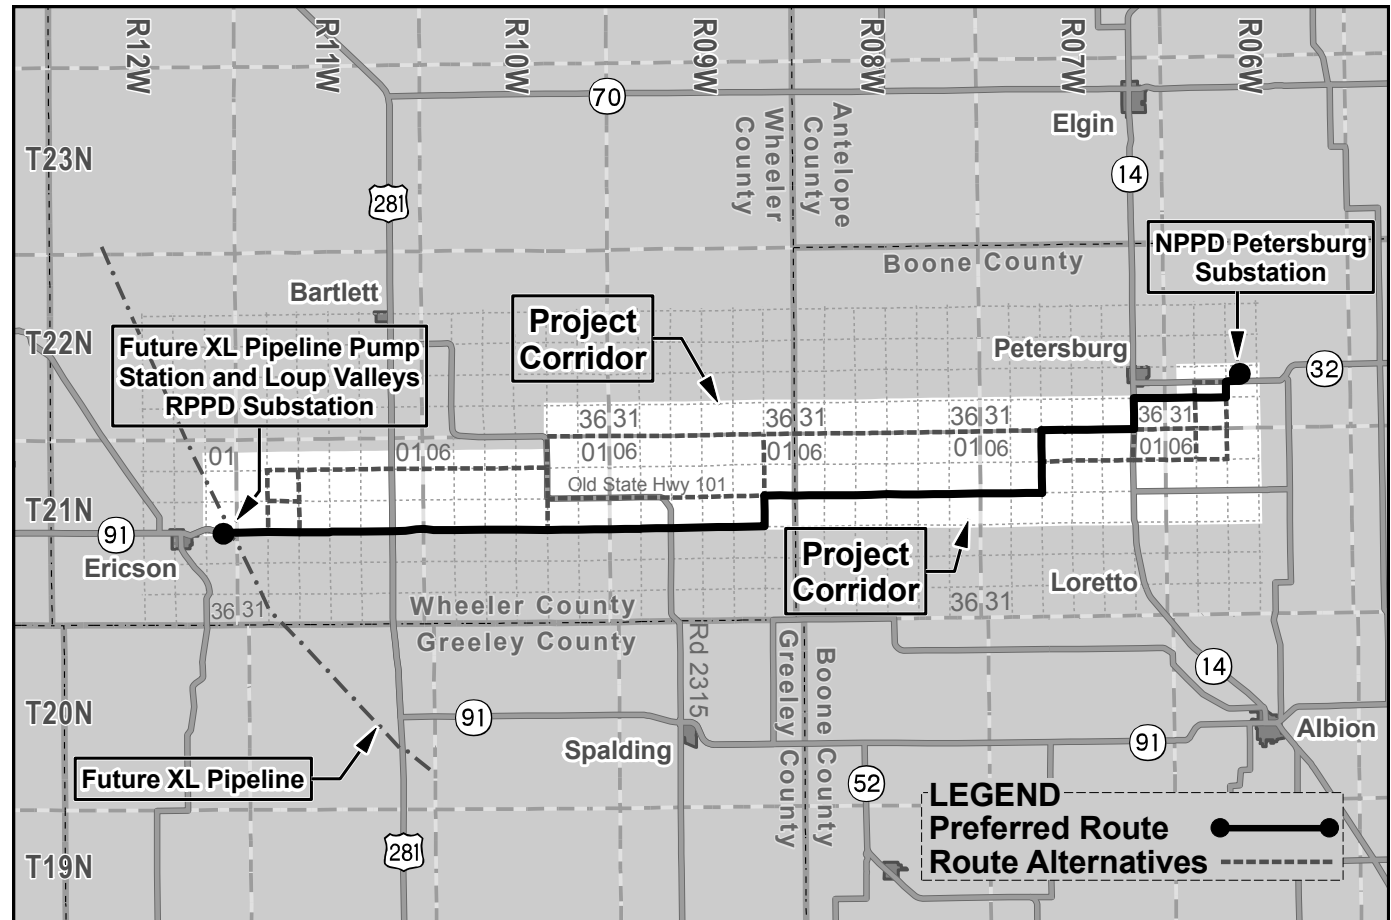 R12W
R11W
R10W
R09W
R08W
R07W
R06W
70
Elgin
Wheeler
County
Antelope
County
T23N
14
281
NPPD Petersburg
Substation
Boone County
Bartlett
Project
Corridor
T22N
Future XL Pipeline Pump
Station and Loup Valleys
RPPD Substation
Petersburg
32
36 31
36 31
36 31
36 31
01
01 06
01 06
01 06
01 06
01 06
Old State Hwy 101
T21N
91
Ericson
Project
Corridor
Loretto
36 31
36 31
Wheeler County
Greeley County
Rd 2315
Greeley County
Boone County
14
T20N
91
Spalding
91
Albion
Future XL Pipeline
52
281
T19N
LEGEND
Preferred Route
Route Alternatives